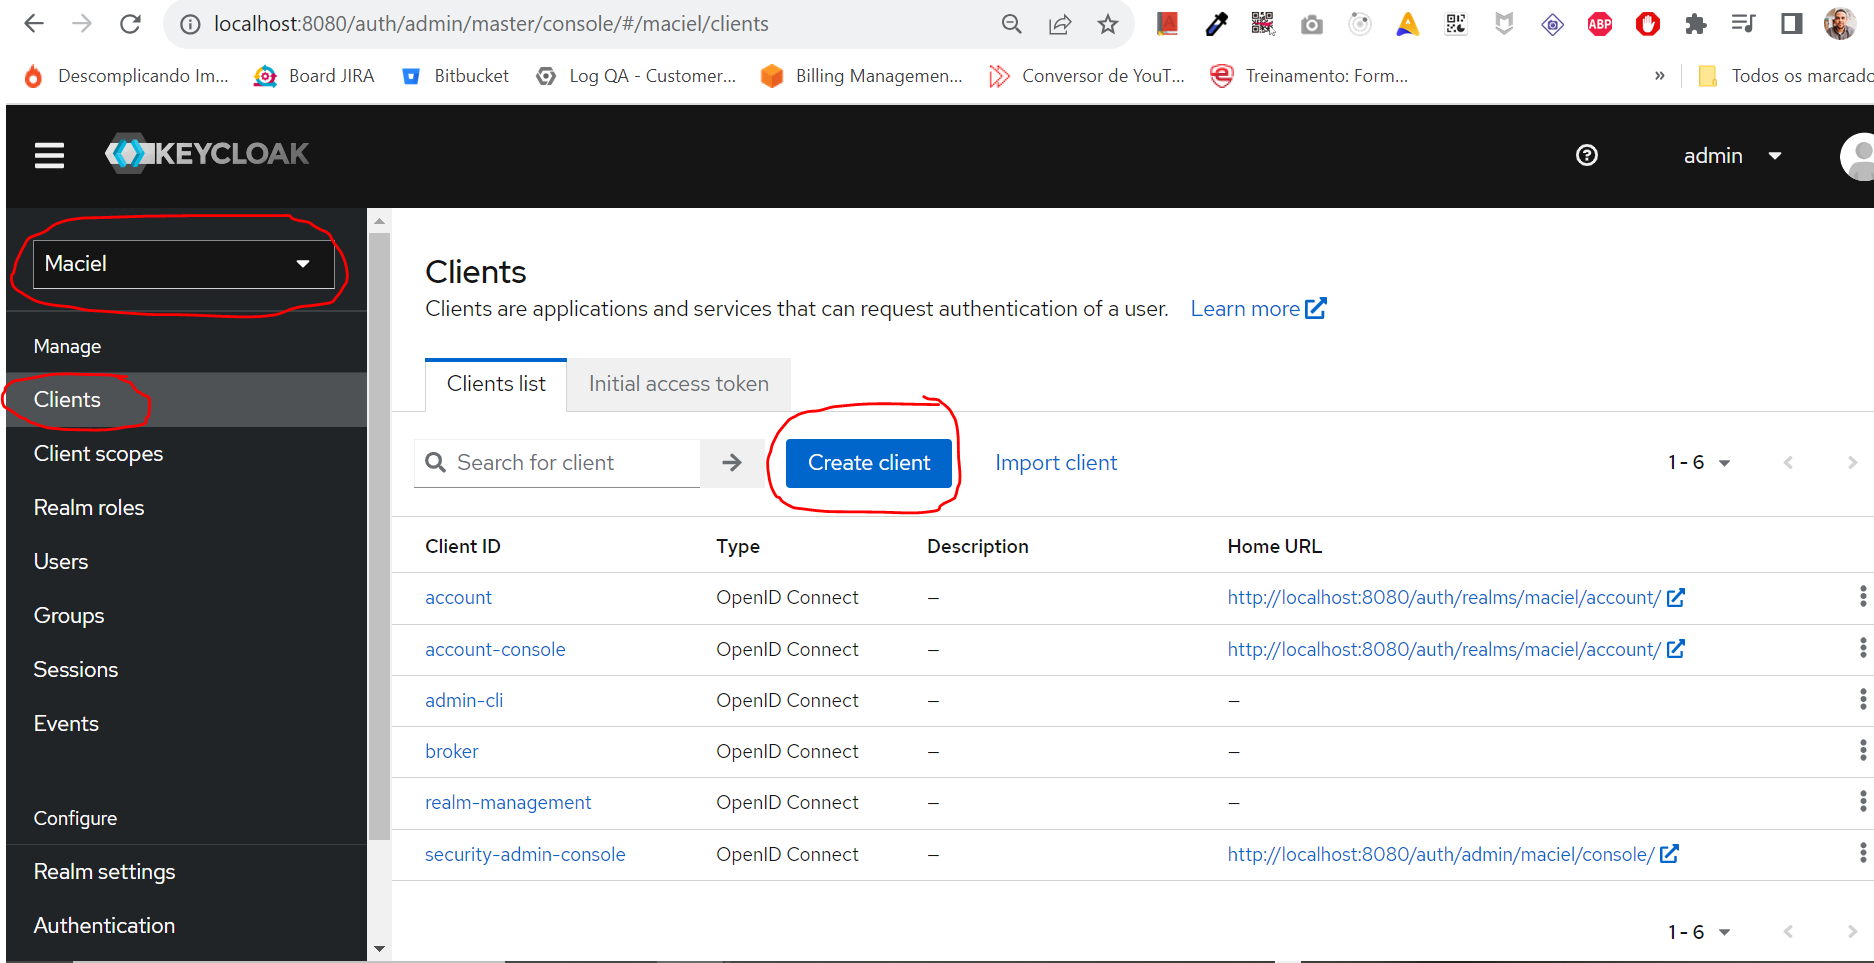 localhost:8080/auth/admin/master/console/#/maciel/clients
ABP
Descomplicando Im... Board JIRA Bitbucket Log QA - Customer... Billing Managemen... Conversor de YouT... Treinamento: Form... » Todos os marcado
KEYCLOAK admin
Maciel
Manage
Clients
Client scopes
Realm roles
Users
Groups
Sessions
Events
Configure
Realm settings
Authentication
Clients
Clients are applications and services that can request authentication of a user. Learn more
Clients list Initial access token
Search for client Create client Import client 1 - 6
Client ID Type Description Home URL
account OpenID Connect – http://localhost:8080/auth/realms/maciel/account/
account-console OpenID Connect – http://localhost:8080/auth/realms/maciel/account/
admin-cli OpenID Connect – –
broker OpenID Connect – –
realm-management OpenID Connect – –
security-admin-console OpenID Connect – http://localhost:8080/auth/admin/maciel/console/
1 - 6